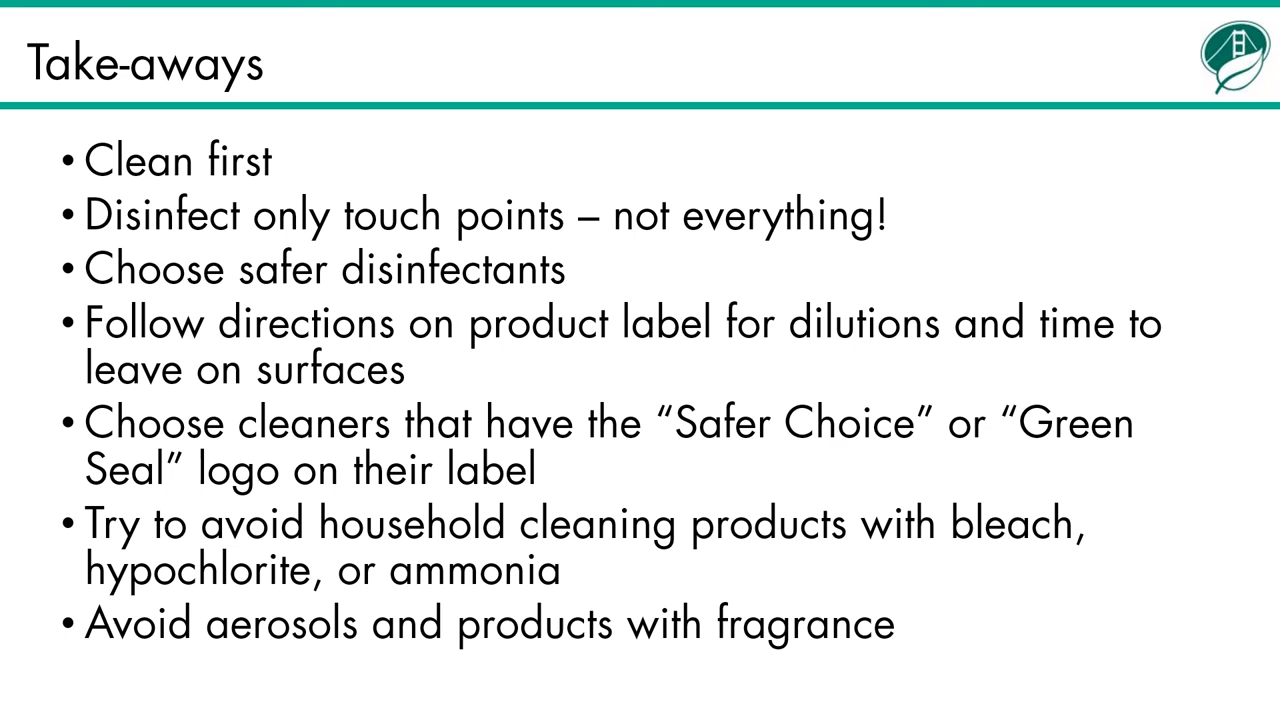 Take-aways
• Clean first
• Disinfect only touch points – not everything!
• Choose safer disinfectants
• Follow directions on product label for dilutions and time to
leave on surfaces
• Choose cleaners that have the “Safer Choice” or “Green
Seal” logo on their label
• Try to avoid household cleaning products with bleach,
hypochlorite, or ammonia
• Avoid aerosols and products with fragrance